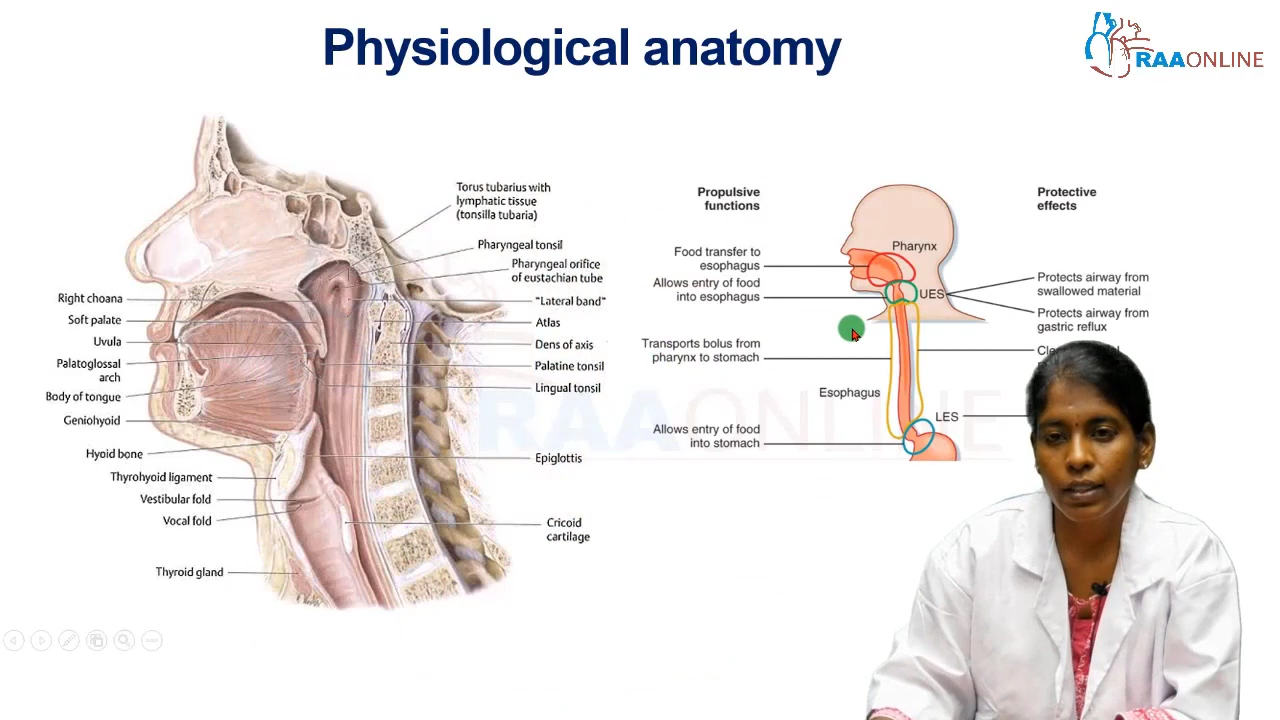 Physiological anatomy
RAAONLINE
Torus tubarius with
lymphatic tissue
(tonsilla tubaria)
Pharyngeal tonsil
Pharyngeal orifice
of eustachian tube
"Lateral band"
Atlas
Dens of axis
Palatine tonsil
Lingual tonsil
Epiglottis
Cricoid
cartilage
Right choana
Soft palate
Uvula
Palatoglossal
arch
Body of tongue
Geniohyoid
Hyoid bone
Thyrohyoid ligament
Vestibular fold
Vocal fold
Thyroid gland
Propulsive
functions
Food transfer to
esophagus
Allows entry of food
into esophagus
Transports bolus from
pharynx to stomach
Esophagus
Allows entry of food
into stomach
Pharynx
UES
LES
Protective
effects
Protects airway from
swallowed material
Protects airway from
gastric reflux
RAAONLINE